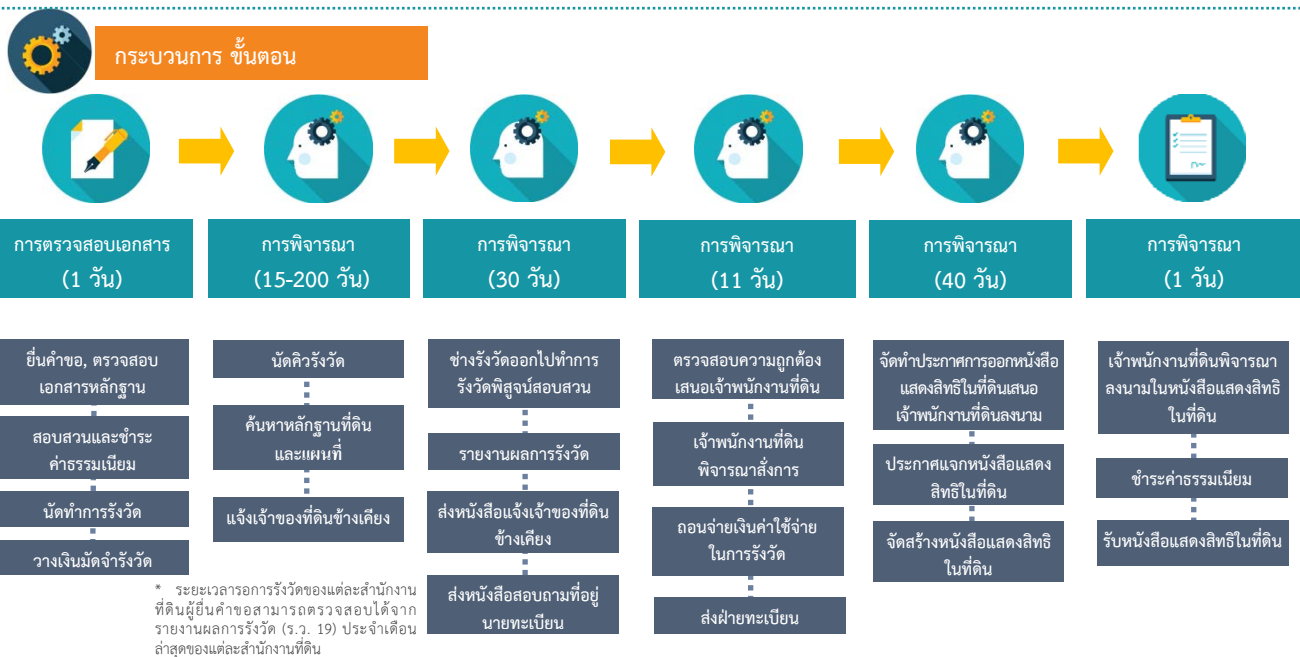 กระบวนการ ขั้นตอน
การตรวจสอบเอกสาร
(1 วัน)
ยื่นคำขอ, ตรวจสอบ
เอกสารหลักฐาน
สอบสวนและชำระ
ค่าธรรมเนียม
นัดทำการรังวัด
วางเงินมัดจำรังวัด
การพิจารณา
(15-200 วัน)
นัดคิวรังวัด
ค้นหาหลักฐานที่ดิน
และแผนที่
แจ้งเจ้าของที่ดินข้างเคียง
* ระยะเวลารอการรังวัดของแต่ละสำนักงาน
ที่ดินผู้ยื่นคำขอสามารถตรวจสอบได้จาก
รายงานผลการรังวัด (ร.ว. 19) ประจำเดือน
ล่าสุดของแต่ละสำนักงานที่ดิน
การพิจารณา
(30 วัน)
ช่างรังวัดออกไปทำการ
รังวัดพิสูจน์สอบสวน
รายงานผลการรังวัด
ส่งหนังสือแจ้งเจ้าของที่ดิน
ข้างเคียง
ส่งหนังสือสอบถามที่อยู่
นายทะเบียน
การพิจารณา
(11 วัน)
ตรวจสอบความถูกต้อง
เสนอเจ้าพนักงานที่ดิน
เจ้าพนักงานที่ดิน
พิจารณาสั่งการ
ถอนจ่ายเงินค่าใช้จ่าย
ในการรังวัด
ส่งฝ่ายทะเบียน
การพิจารณา
(40 วัน)
จัดทำประกาศการออกหนังสือ
แสดงสิทธิในที่ดินเสนอ
เจ้าพนักงานที่ดินลงนาม
ประกาศแจกหนังสือแสดง
สิทธิในที่ดิน
จัดสร้างหนังสือแสดงสิทธิ
ในที่ดิน
การพิจารณา
(1 วัน)
เจ้าพนักงานที่ดินพิจารณา
ลงนามในหนังสือแสดงสิทธิ
ในที่ดิน
ชำระค่าธรรมเนียม
รับหนังสือแสดงสิทธิในที่ดิน